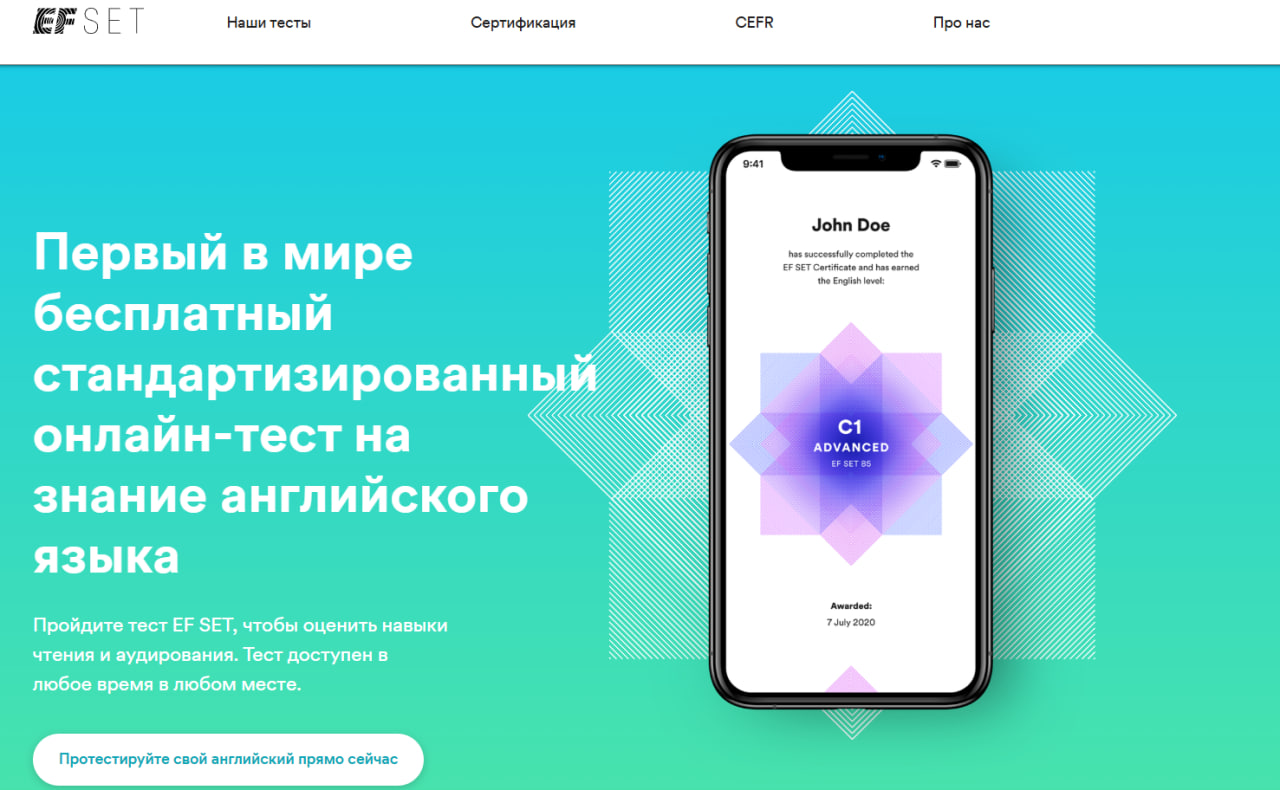 EF SET
Наши тесты
Сертификация
CEFR
Про нас
Первый в мире
бесплатный
стандартизированный
онлайн-тест на
знание английского
языка
Пройдите тест EF SET, чтобы оценить навыки
чтения и аудирования. Тест доступен в
любое время в любом месте.
Протестируйте свой английский прямо сейчас
9:41
John Doe
has successfully completed the
EF SET Certificate and has earned
the English level:
C1
ADVANCED
EF SET 85
Awarded:
7 July 2020